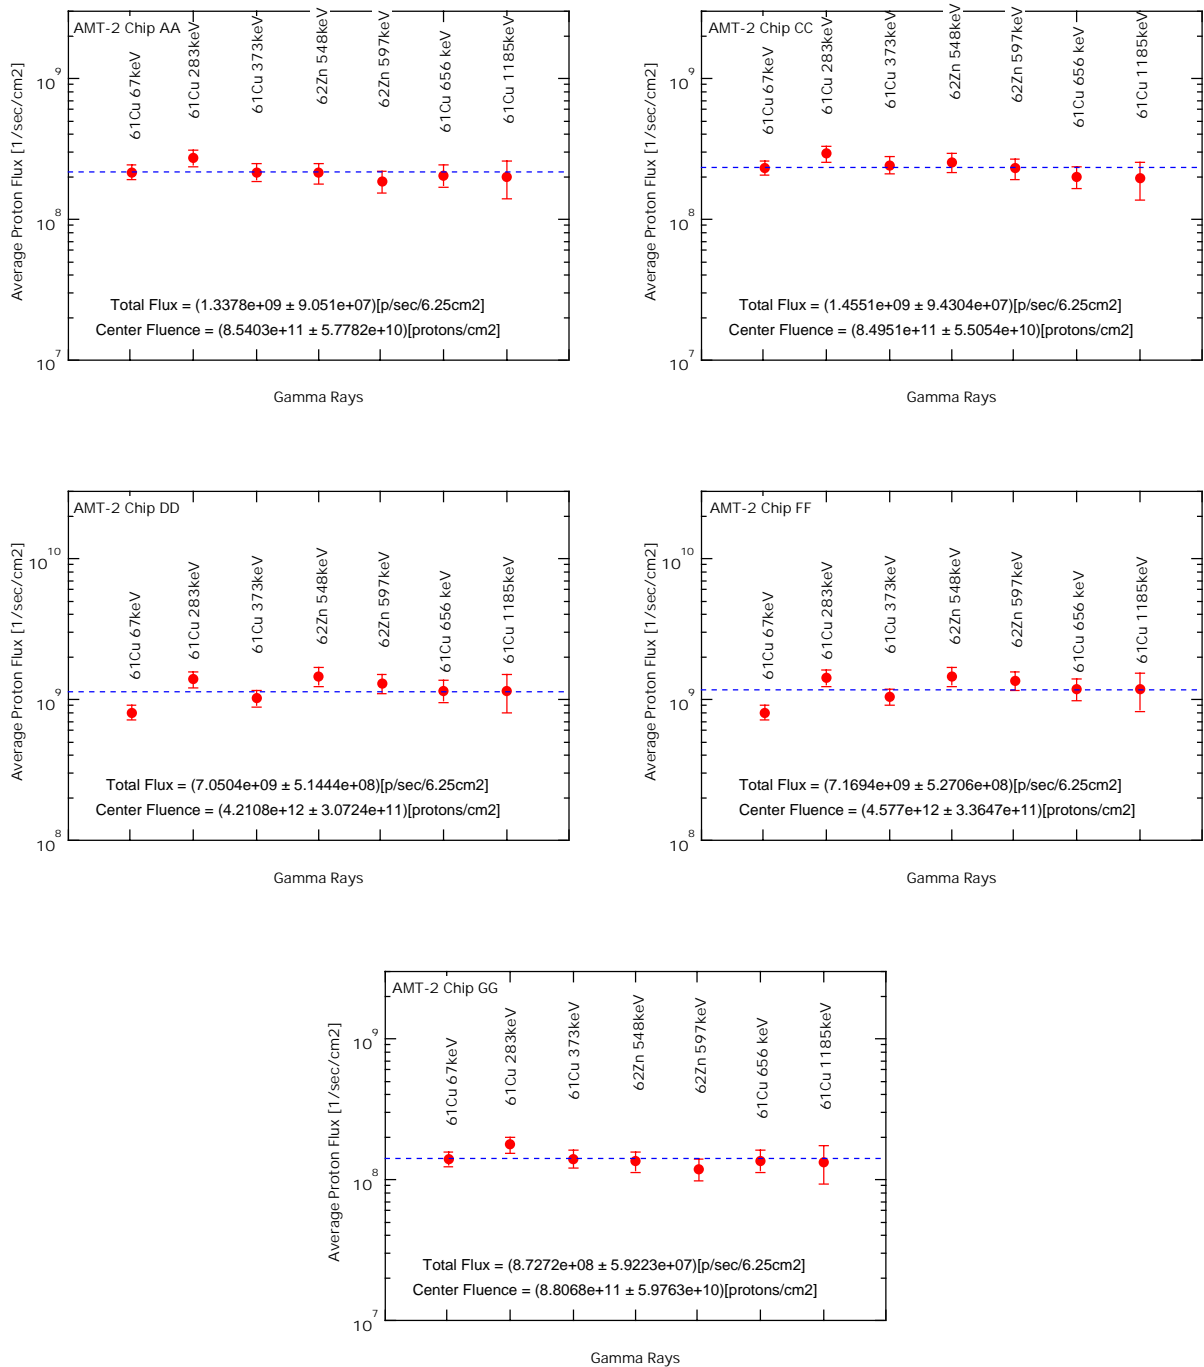 AMT-2 Chip AA
Average Proton Flux [1/sec/cm2]
10^9
10^8
10^7
61Cu 67keV
61Cu 283keV
61Cu 373keV
62Zn 548keV
62Zn 597keV
61Cu 656 keV
61Cu 1185keV
Total Flux = (1.3378e+09 ± 9.051e+07)[p/sec/6.25cm2]
Center Fluence = (8.5403e+11 ± 5.7782e+10)[protons/cm2]
Gamma Rays
AMT-2 Chip CC
Average Proton Flux [1/sec/cm2]
10^9
10^8
10^7
61Cu 67keV
61Cu 283keV
61Cu 373keV
62Zn 548keV
62Zn 597keV
61Cu 656 keV
61Cu 1185keV
Total Flux = (1.4551e+09 ± 9.4304e+07)[p/sec/6.25cm2]
Center Fluence = (8.4951e+11 ± 5.5054e+10)[protons/cm2]
Gamma Rays
AMT-2 Chip DD
Average Proton Flux [1/sec/cm2]
10^10
10^9
10^8
61Cu 67keV
61Cu 283keV
61Cu 373keV
62Zn 548keV
62Zn 597keV
61Cu 656 keV
61Cu 1185keV
Total Flux = (7.0504e+09 ± 5.1444e+08)[p/sec/6.25cm2]
Center Fluence = (4.2108e+12 ± 3.0724e+11)[protons/cm2]
Gamma Rays
AMT-2 Chip FF
Average Proton Flux [1/sec/cm2]
10^10
10^9
10^8
61Cu 67keV
61Cu 283keV
61Cu 373keV
62Zn 548keV
62Zn 597keV
61Cu 656 keV
61Cu 1185keV
Total Flux = (7.1694e+09 ± 5.2706e+08)[p/sec/6.25cm2]
Center Fluence = (4.577e+12 ± 3.3647e+11)[protons/cm2]
Gamma Rays
AMT-2 Chip GG
Average Proton Flux [1/sec/cm2]
10^9
10^8
10^7
61Cu 67keV
61Cu 283keV
61Cu 373keV
62Zn 548keV
62Zn 597keV
61Cu 656 keV
61Cu 1185keV
Total Flux = (8.7272e+08 ± 5.9223e+07)[p/sec/6.25cm2]
Center Fluence = (8.8068e+11 ± 5.9763e+10)[protons/cm2]
Gamma Rays